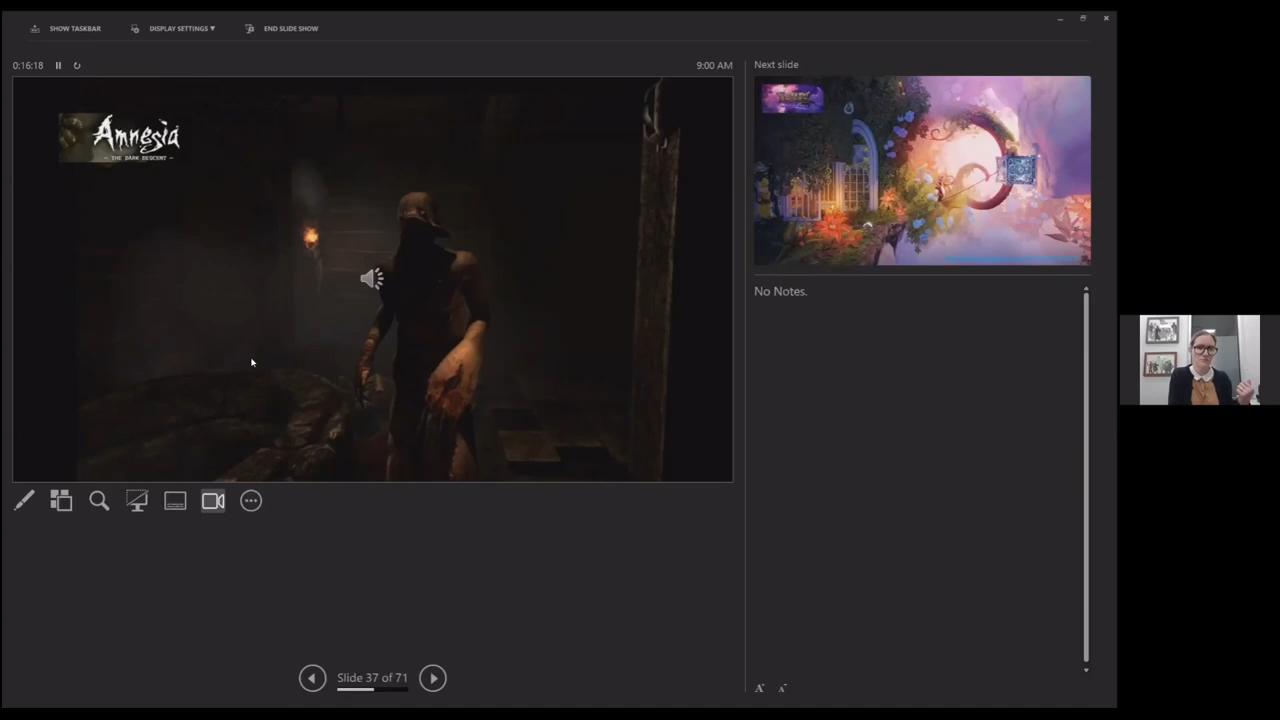 SHOW TASKBAR
DISPLAY SETTINGS ▼
END SLIDE SHOW
0:16:18
9:00 AM
Amnesia
– THE DARK DESCENT –
Next slide
No Notes.
Slide 37 of 71
A
A